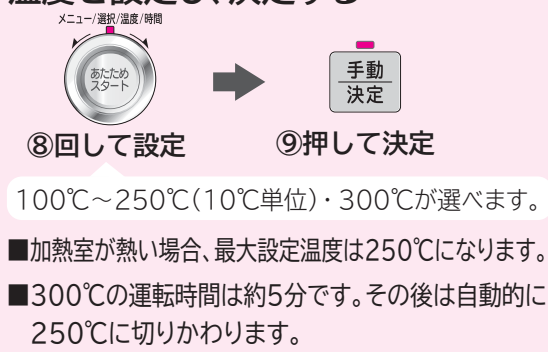 温度を設定し、決定する
メニュー/選択/温度/時間
あたため
スタート
手動
決定
⑧回して設定
⑨押して決定
100℃～250℃(10℃単位)・300℃が選べます。
■加熱室が熱い場合、最大設定温度は250℃になります。
■300℃の運転時間は約5分です。その後は自動的に
250℃に切りかわります。